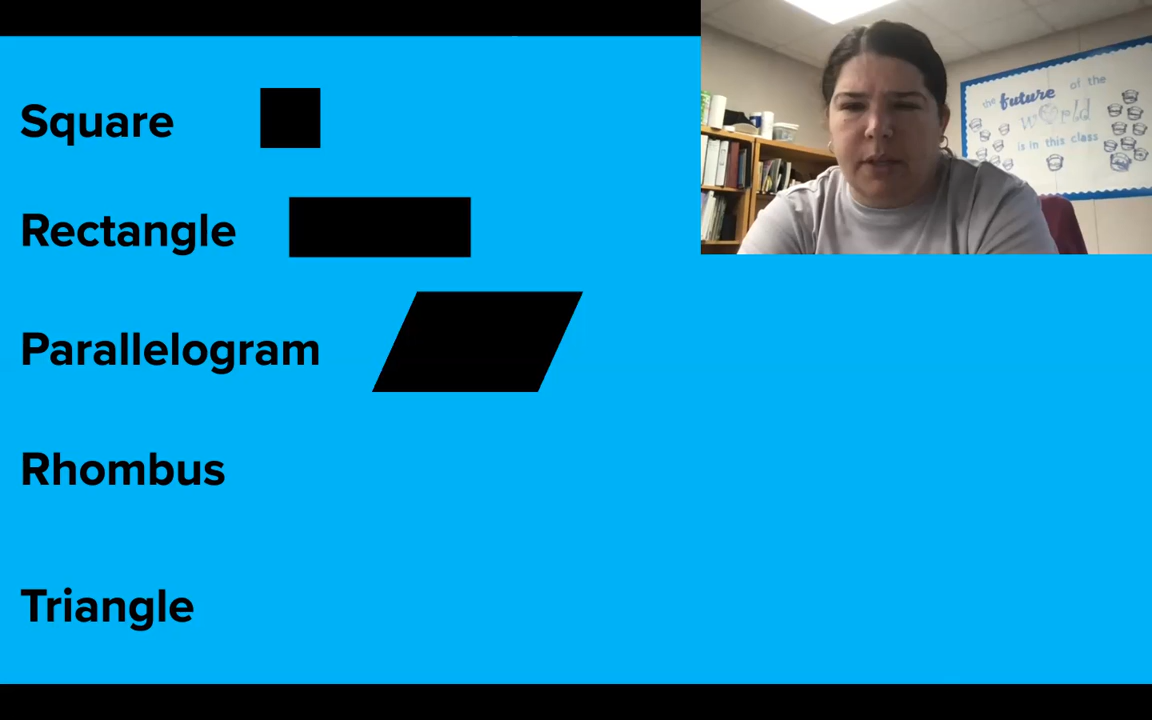 Square
Rectangle
Parallelogram
Rhombus
Triangle
the future of the
world
is in this class